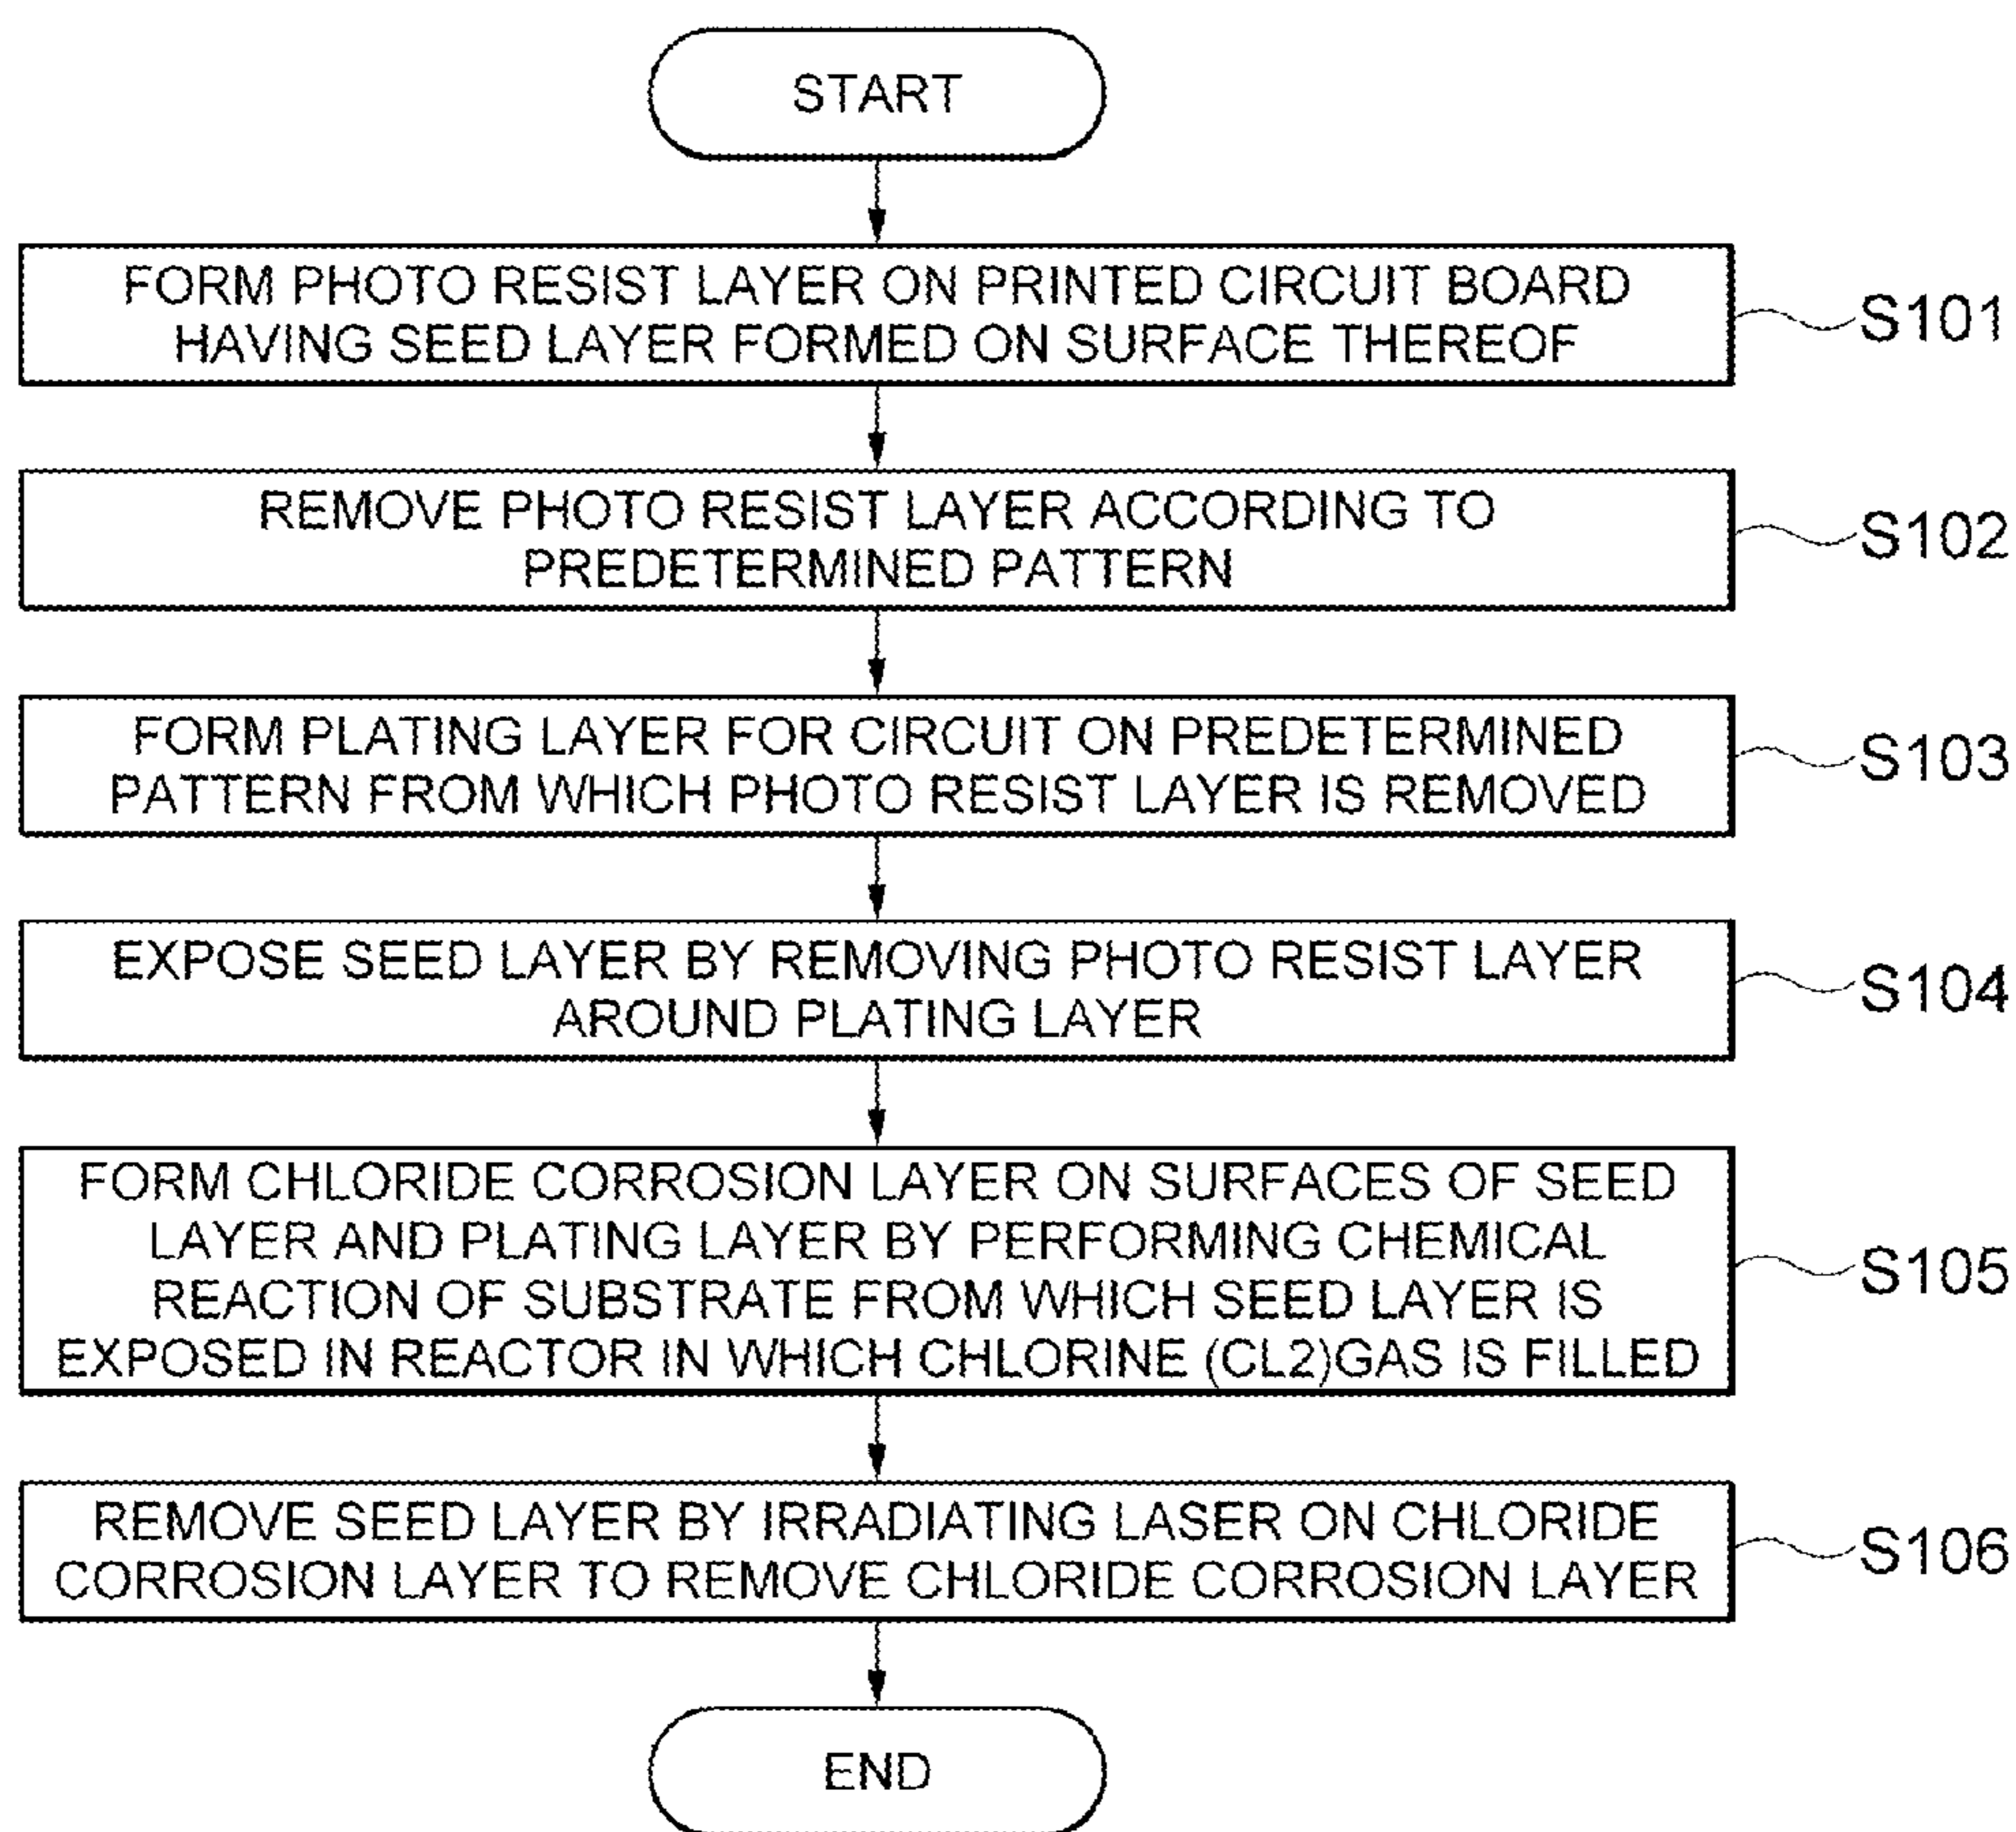 START
FORM PHOTO RESIST LAYER ON PRINTED CIRCUIT BOARD
HAVING SEED LAYER FORMED ON SURFACE THEREOF
S101
REMOVE PHOTO RESIST LAYER ACCORDING TO
PREDETERMINED PATTERN
S102
FORM PLATING LAYER FOR CIRCUIT ON PREDETERMINED
PATTERN FROM WHICH PHOTO RESIST LAYER IS REMOVED
S103
EXPOSE SEED LAYER BY REMOVING PHOTO RESIST LAYER
AROUND PLATING LAYER
S104
FORM CHLORIDE CORROSION LAYER ON SURFACES OF SEED
LAYER AND PLATING LAYER BY PERFORMING CHEMICAL
REACTION OF SUBSTRATE FROM WHICH SEED LAYER IS
EXPOSED IN REACTOR IN WHICH CHLORINE (CL2)GAS IS FILLED
S105
REMOVE SEED LAYER BY IRRADIATING LASER ON CHLORIDE
CORROSION LAYER TO REMOVE CHLORIDE CORROSION LAYER
S106
END